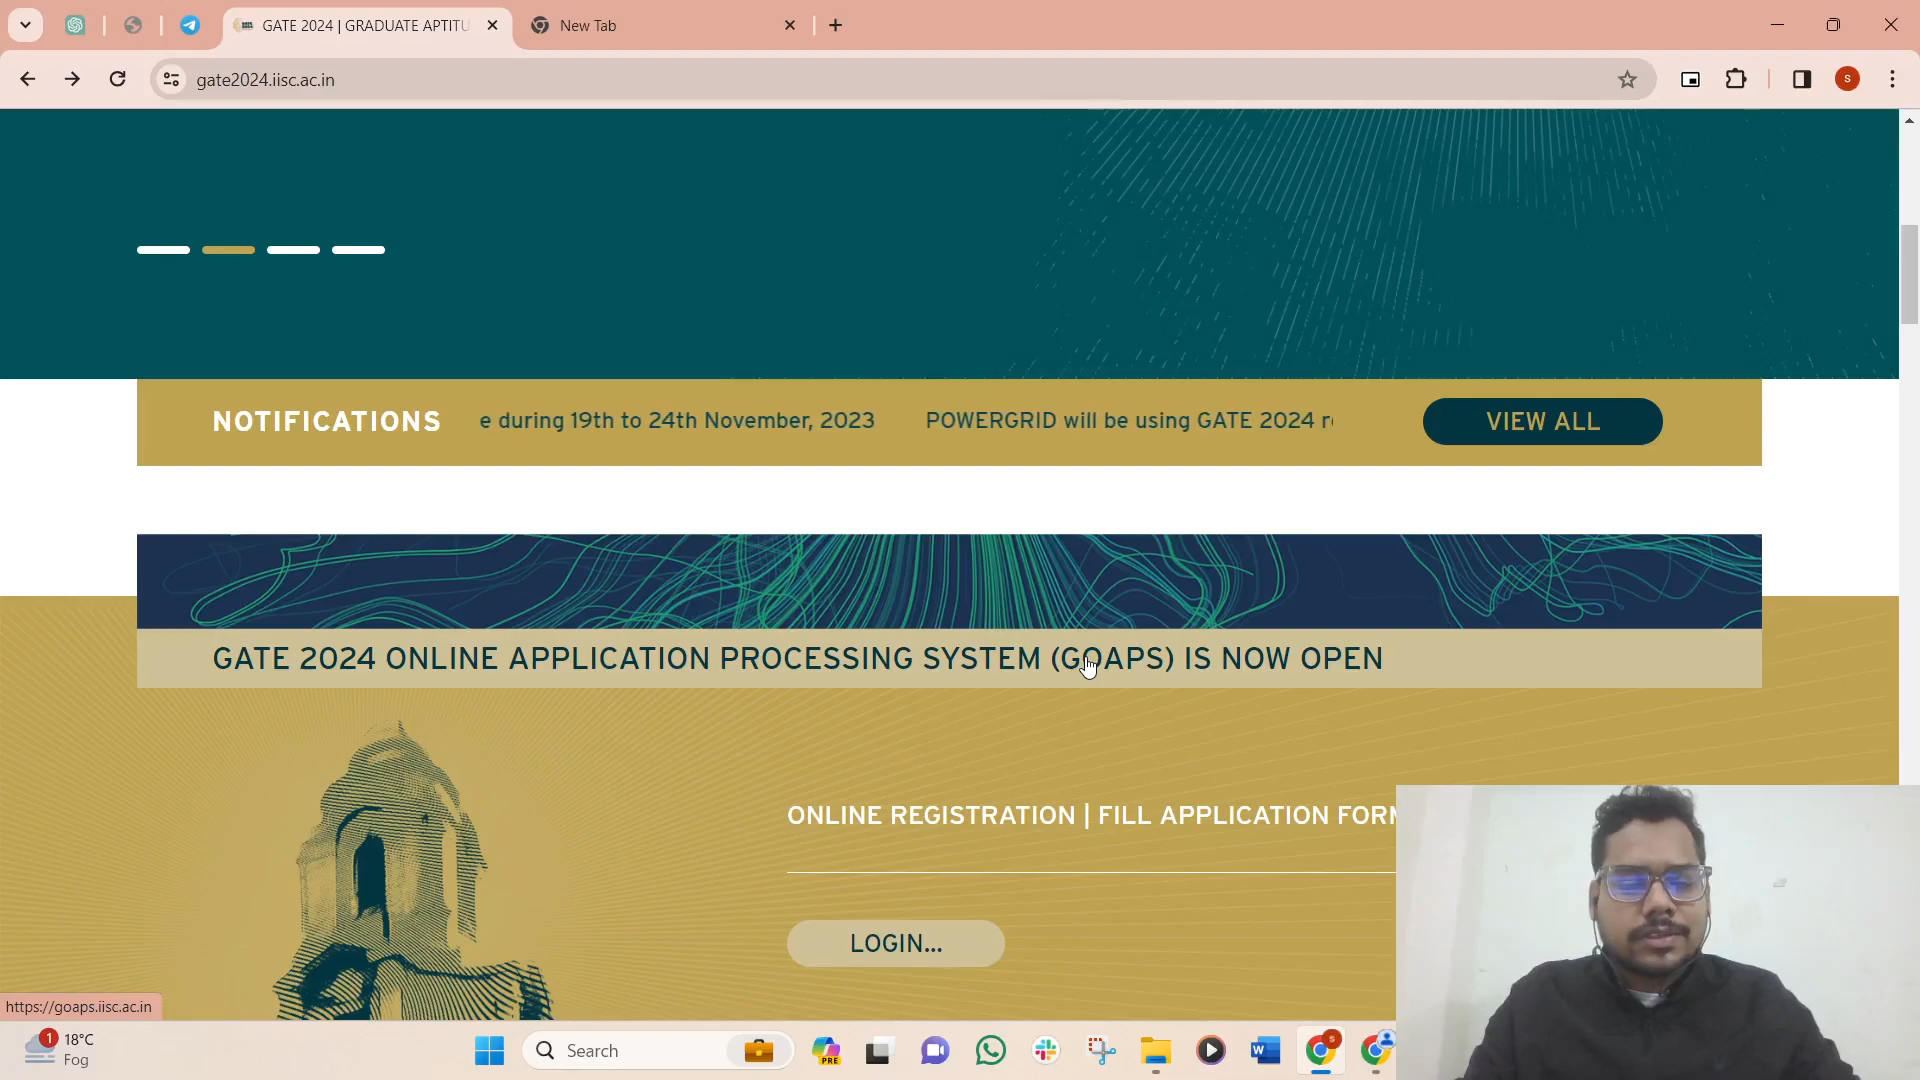 GATE 2024 | GRADUATE APTITU
New Tab
gate2024.iisc.ac.in
S
NOTIFICATIONS
e during 19th to 24th November, 2023
POWERGRID will be using GATE 2024 r
VIEW ALL
GATE 2024 ONLINE APPLICATION PROCESSING SYSTEM (GOAPS) IS NOW OPEN
ONLINE REGISTRATION | FILL APPLICATION FORM
LOGIN...
https://goaps.iisc.ac.in
1
18°C
Fog
Search
PRE
W
S